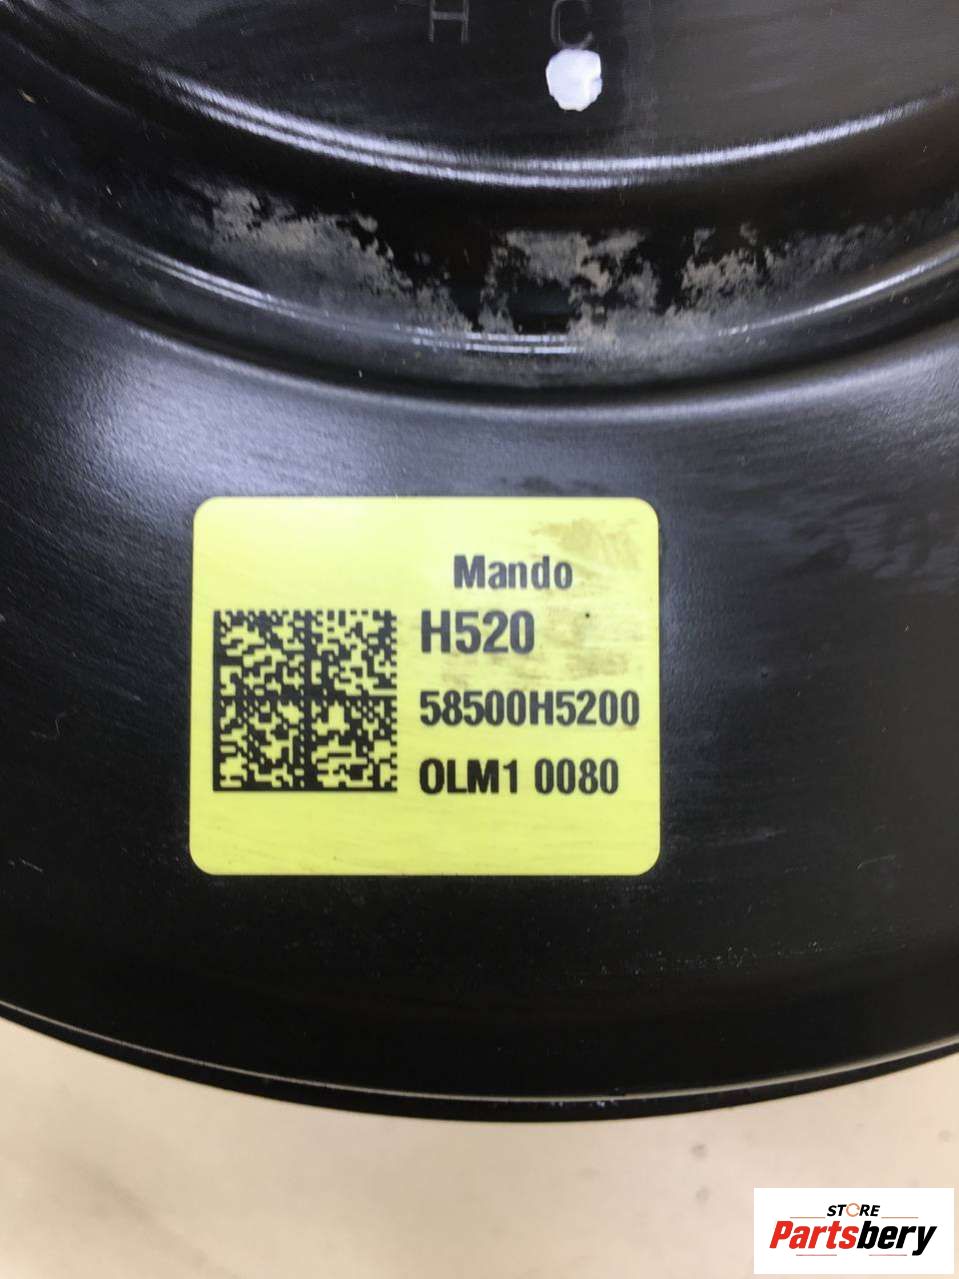 H C
Mando
H520
58500H5200
OLM1 0080
STORE
Partsbery